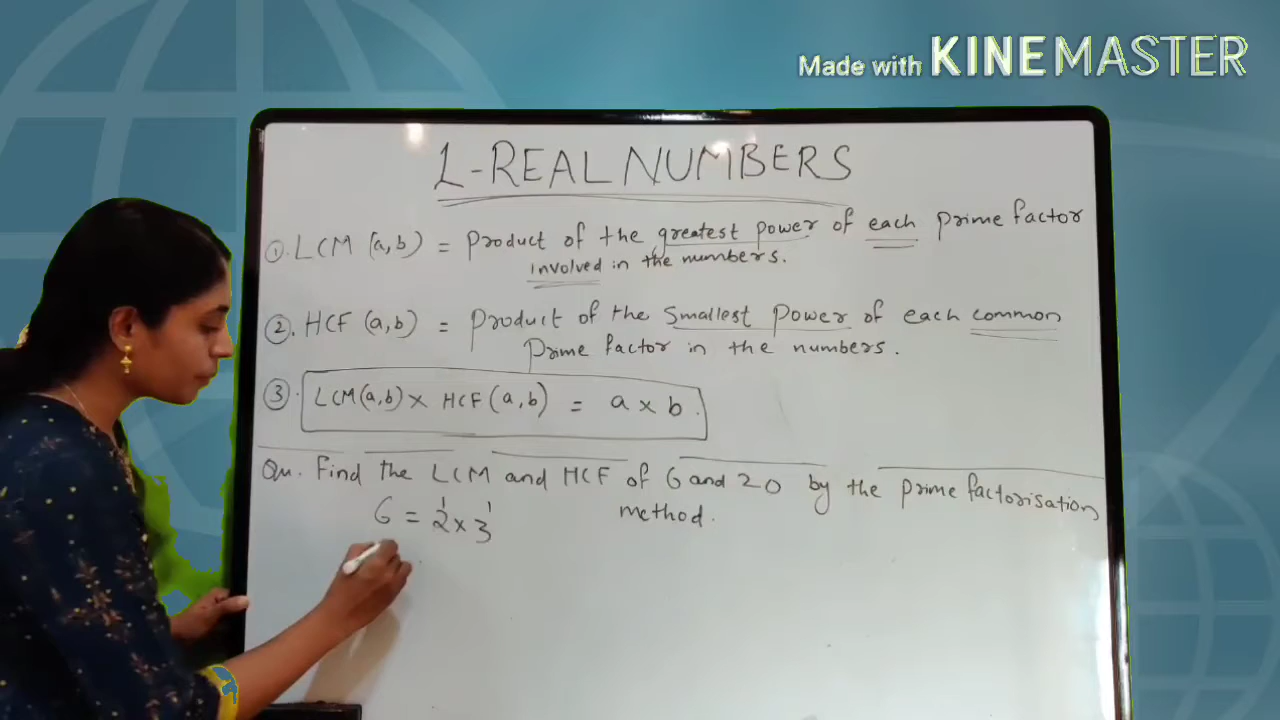 Made with KINEMASTER
1-REAL NUMBERS
①. LCM (a,b) = Product of the greatest power of each prime factor
involved in the numbers.
②. HCF (a,b) = Product of the smallest power of each common
Prime factor in the numbers.
③. LCM(a,b) x HCF(a,b) = a x b.
Qn. Find the LCM and HCF of 6 and 20 by the prime factorisation
method.
6 = 2¹ x 3¹